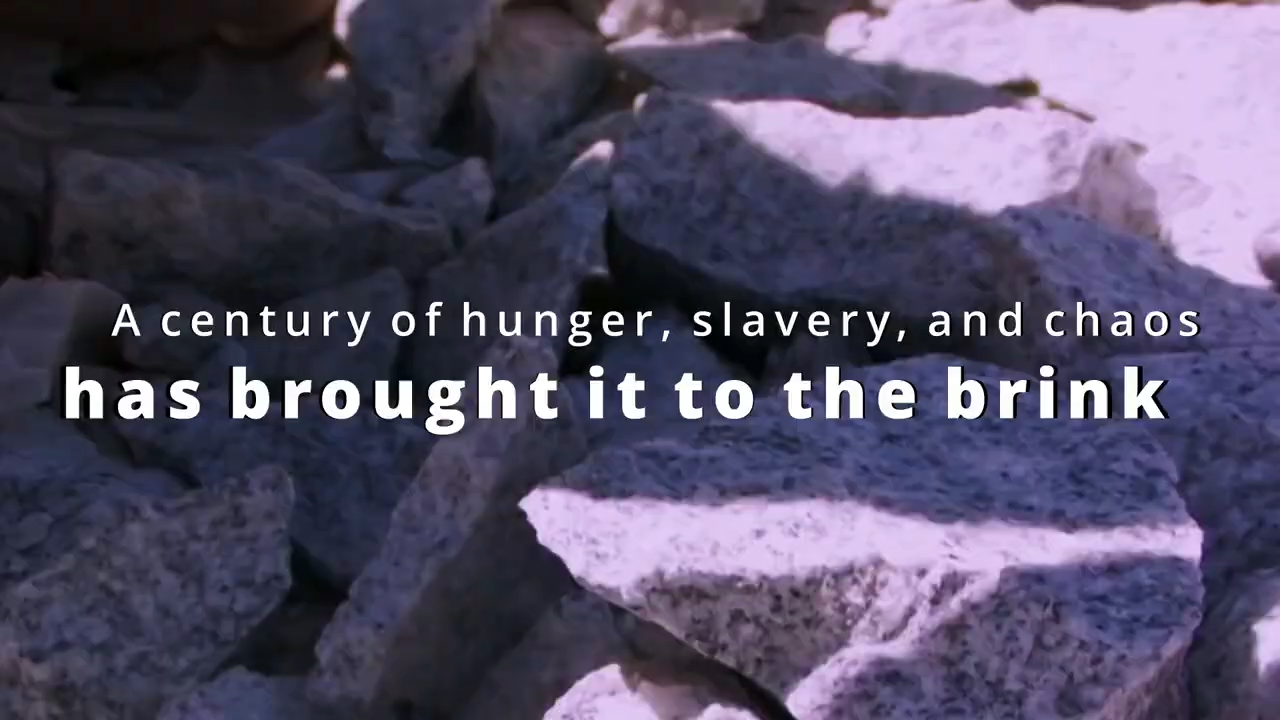 A century of hunger, slavery, and chaos
has brought it to the brink